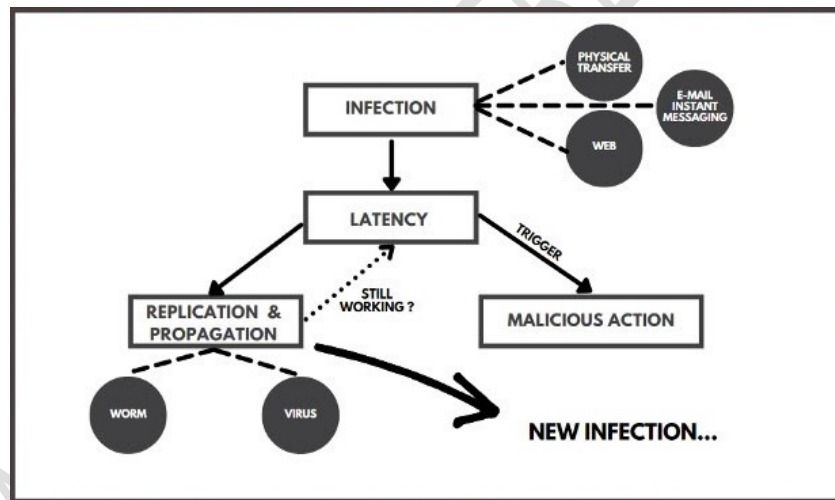 PHYSICAL
TRANSFER
INFECTION
E-MAIL
INSTANT
MESSAGING
WEB
LATENCY
TRIGGER
STILL
WORKING ?
REPLICATION &
PROPAGATION
MALICIOUS ACTION
WORM
VIRUS
NEW INFECTION...